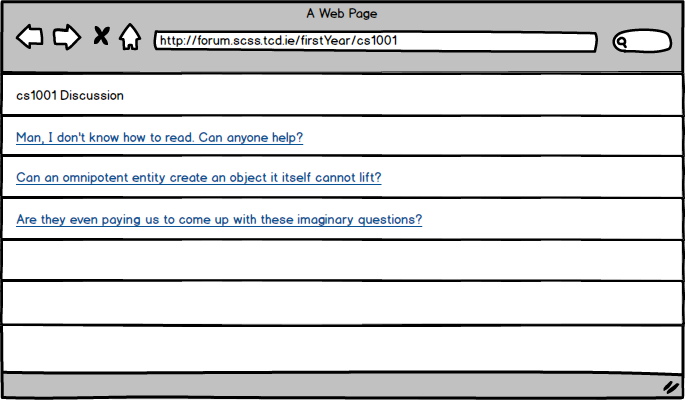 A Web Page
http://forum.scss.tcd.ie/firstYear/cs1001
cs1001 Discussion
Man, I don't know how to read. Can anyone help?
Can an omnipotent entity create an object it itself cannot lift?
Are they even paying us to come up with these imaginary questions?